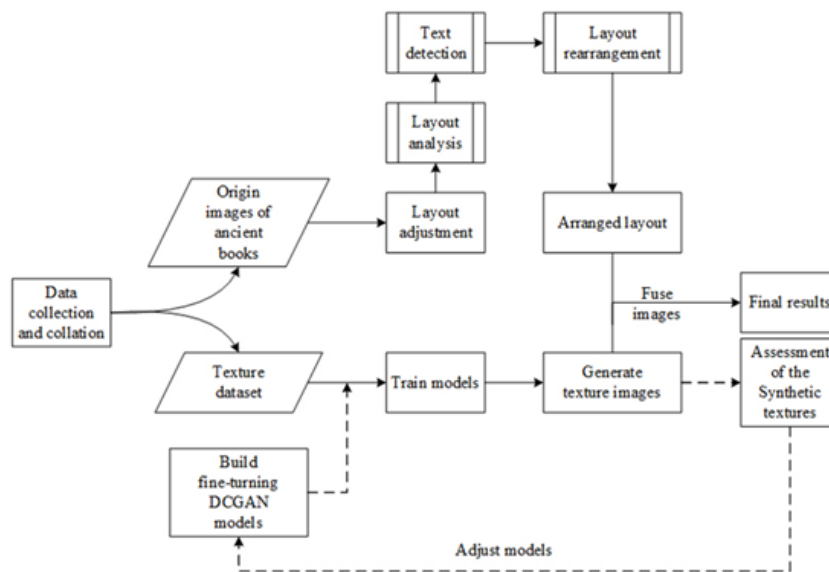 Text
detection
Layout
rearrangement
Layout
analysis
Origin
images of
ancient
books
Layout
adjustment
Arranged layout
Data
collection
and collation
Fuse
images
Final results
Texture
dataset
Train models
Generate
texture images
Assessment
of the
Synthetic
textures
Build
fine-turning
DCGAN
models
Adjust models